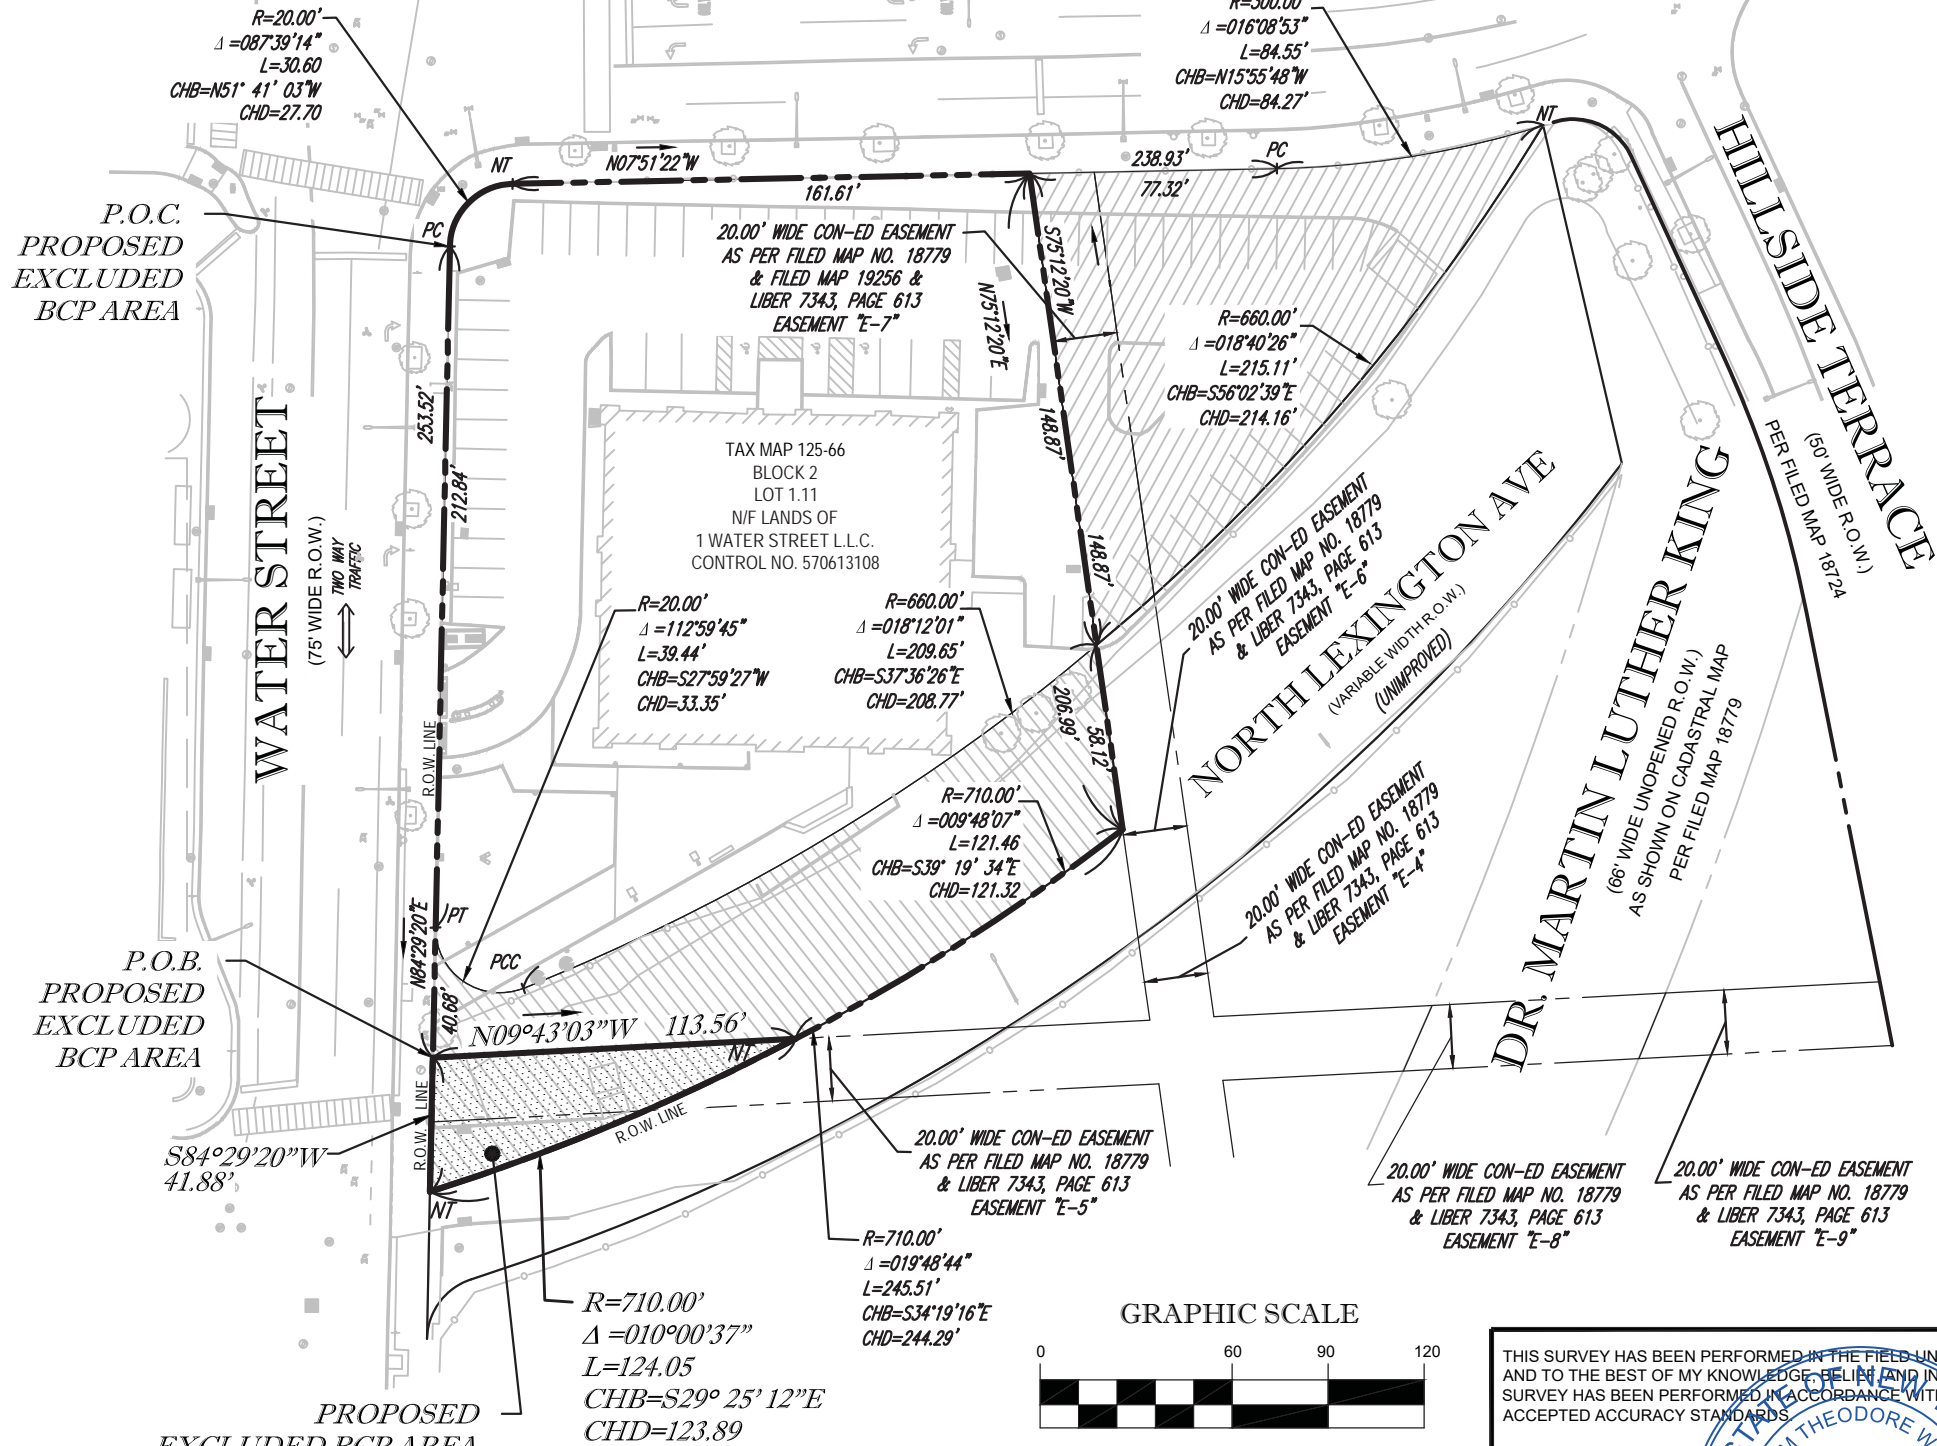 R=20.00'
Δ=087°39'14"
L=30.60
CHB=N51° 41' 03"W
CHD=27.70
R=300.00'
Δ=016°08'53"
L=84.55'
CHB=N15°55'48"W
CHD=84.27'
NT
N07°51'22"W
161.61'
238.93'
PC
77.32'
NT
HILLSIDE TERRACE
(50' WIDE R.O.W.)
PER FILED MAP 18724
P.O.C.
PROPOSED
EXCLUDED
BCP AREA
PC
20.00' WIDE CON-ED EASEMENT
AS PER FILED MAP NO. 18779
& FILED MAP 19256 &
LIBER 7343, PAGE 613
EASEMENT "E-7"
S75°12'20"W
N75°12'20"E
148.87'
148.87'
R=660.00'
Δ=018°40'26"
L=215.11'
CHB=S56°02'39"E
CHD=214.16'
WATER STREET
(75' WIDE R.O.W.)
TWO WAY
TRAFFIC
253.52'
212.84'
R.O.W. LINE
TAX MAP 125-66
BLOCK 2
LOT 1.11
N/F LANDS OF
1 WATER STREET L.L.C.
CONTROL NO. 570613108
R=20.00'
Δ=112°59'45"
L=39.44'
CHB=S27°59'27"W
CHD=33.35'
R=660.00'
Δ=018°12'01"
L=209.65'
CHB=S37°36'26"E
CHD=208.77'
206.99'
58.12'
20.00' WIDE CON-ED EASEMENT
AS PER FILED MAP NO. 18779
& LIBER 7343, PAGE 613
EASEMENT "E-6"
NORTH LEXINGTON AVE
(VARIABLE WIDTH R.O.W.)
(UNIMPROVED)
DR. MARTIN LUTHER KING
(66' WIDE UNOPENED R.O.W.)
AS SHOWN ON CADASTRAL MAP
PER FILED MAP 18779
R=710.00'
Δ=009°48'07"
L=121.46
CHB=S39° 19' 34"E
CHD=121.32
20.00' WIDE CON-ED EASEMENT
AS PER FILED MAP NO. 18779
& LIBER 7343, PAGE 613
EASEMENT "E-4"
N84°29'20"E
PT
PCC
40.68'
P.O.B.
PROPOSED
EXCLUDED
BCP AREA
N09°43'03"W 113.56'
NT
R.O.W. LINE
R.O.W. LINE
S84°29'20"W
41.88'
NT
20.00' WIDE CON-ED EASEMENT
AS PER FILED MAP NO. 18779
& LIBER 7343, PAGE 613
EASEMENT "E-5"
20.00' WIDE CON-ED EASEMENT
AS PER FILED MAP NO. 18779
& LIBER 7343, PAGE 613
EASEMENT "E-8"
20.00' WIDE CON-ED EASEMENT
AS PER FILED MAP NO. 18779
& LIBER 7343, PAGE 613
EASEMENT "E-9"
R=710.00'
Δ=019°48'44"
L=245.51'
CHB=S34°19'16"E
CHD=244.29'
R=710.00'
Δ=010°00'37"
L=124.05
CHB=S29° 25' 12"E
CHD=123.89
PROPOSED
EXCLUDED BCP AREA
GRAPHIC SCALE
0 60 90 120
THIS SURVEY HAS BEEN PERFORMED IN THE FIELD UN
AND TO THE BEST OF MY KNOWLEDGE, BELIEF, AND IN
SURVEY HAS BEEN PERFORMED IN ACCORDANCE WIT
ACCEPTED ACCURACY STANDARDS.
STATE OF NEW
THEODORE W